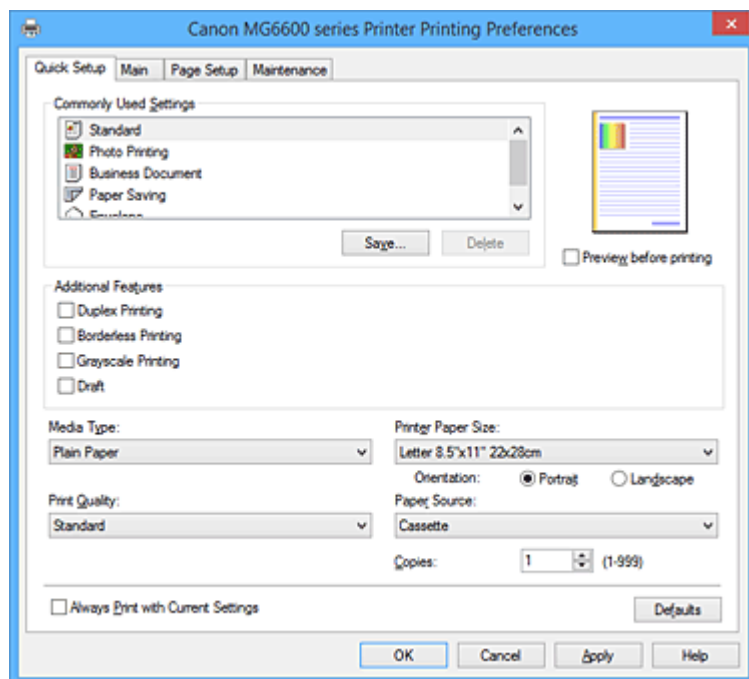 Canon MG6600 series Printer Printing Preferences
Quick Setup Main Page Setup Maintenance
Commonly Used Settings
Standard
Photo Printing
Business Document
Paper Saving
Envelope
Save... Delete
Preview before printing
Additional Features
Duplex Printing
Borderless Printing
Grayscale Printing
Draft
Media Type: Printer Paper Size:
Plain Paper Letter 8.5"x11" 22x28cm
Orientation: Portrait Landscape
Print Quality: Paper Source:
Standard Cassette
Copies: 1 (1-999)
Always Print with Current Settings Defaults
OK Cancel Apply Help